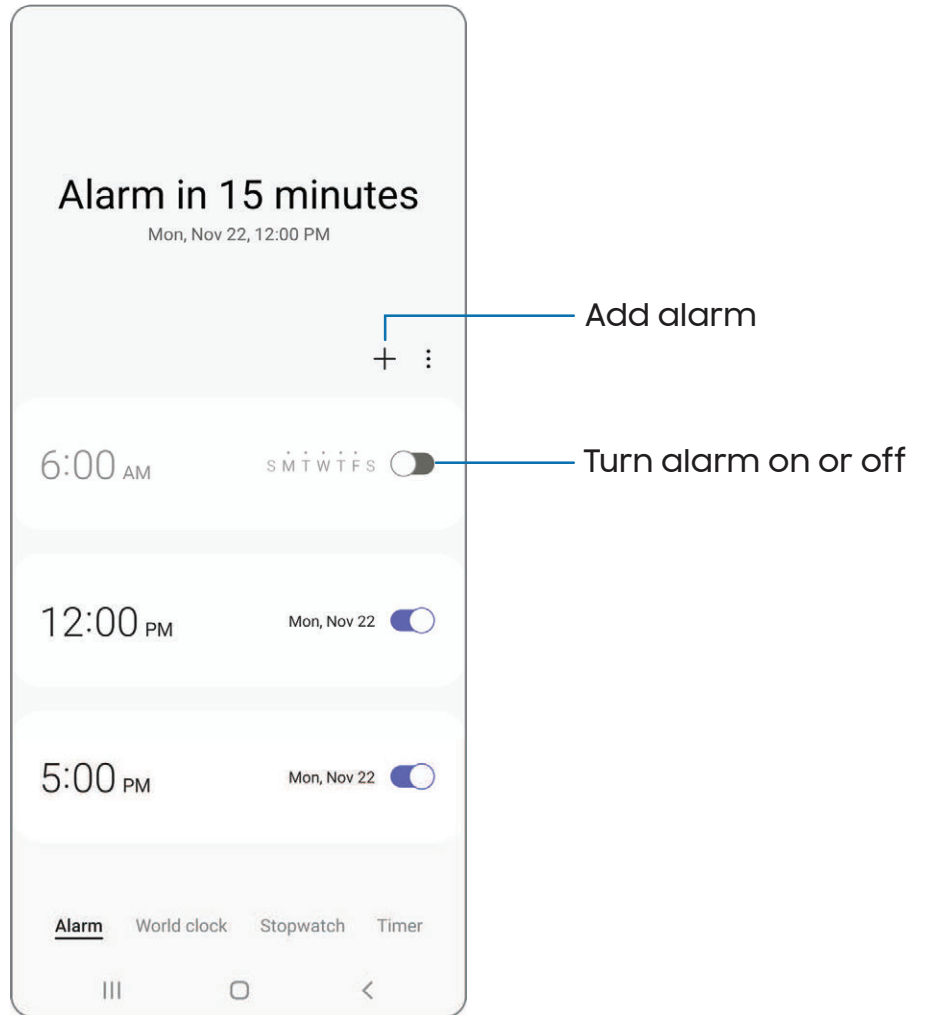 Alarm in 15 minutes
Mon, Nov 22, 12:00 PM
Add alarm
6:00 AM S M T W T F S
Turn alarm on or off
12:00 PM Mon, Nov 22
5:00 PM Mon, Nov 22
Alarm World clock Stopwatch Timer